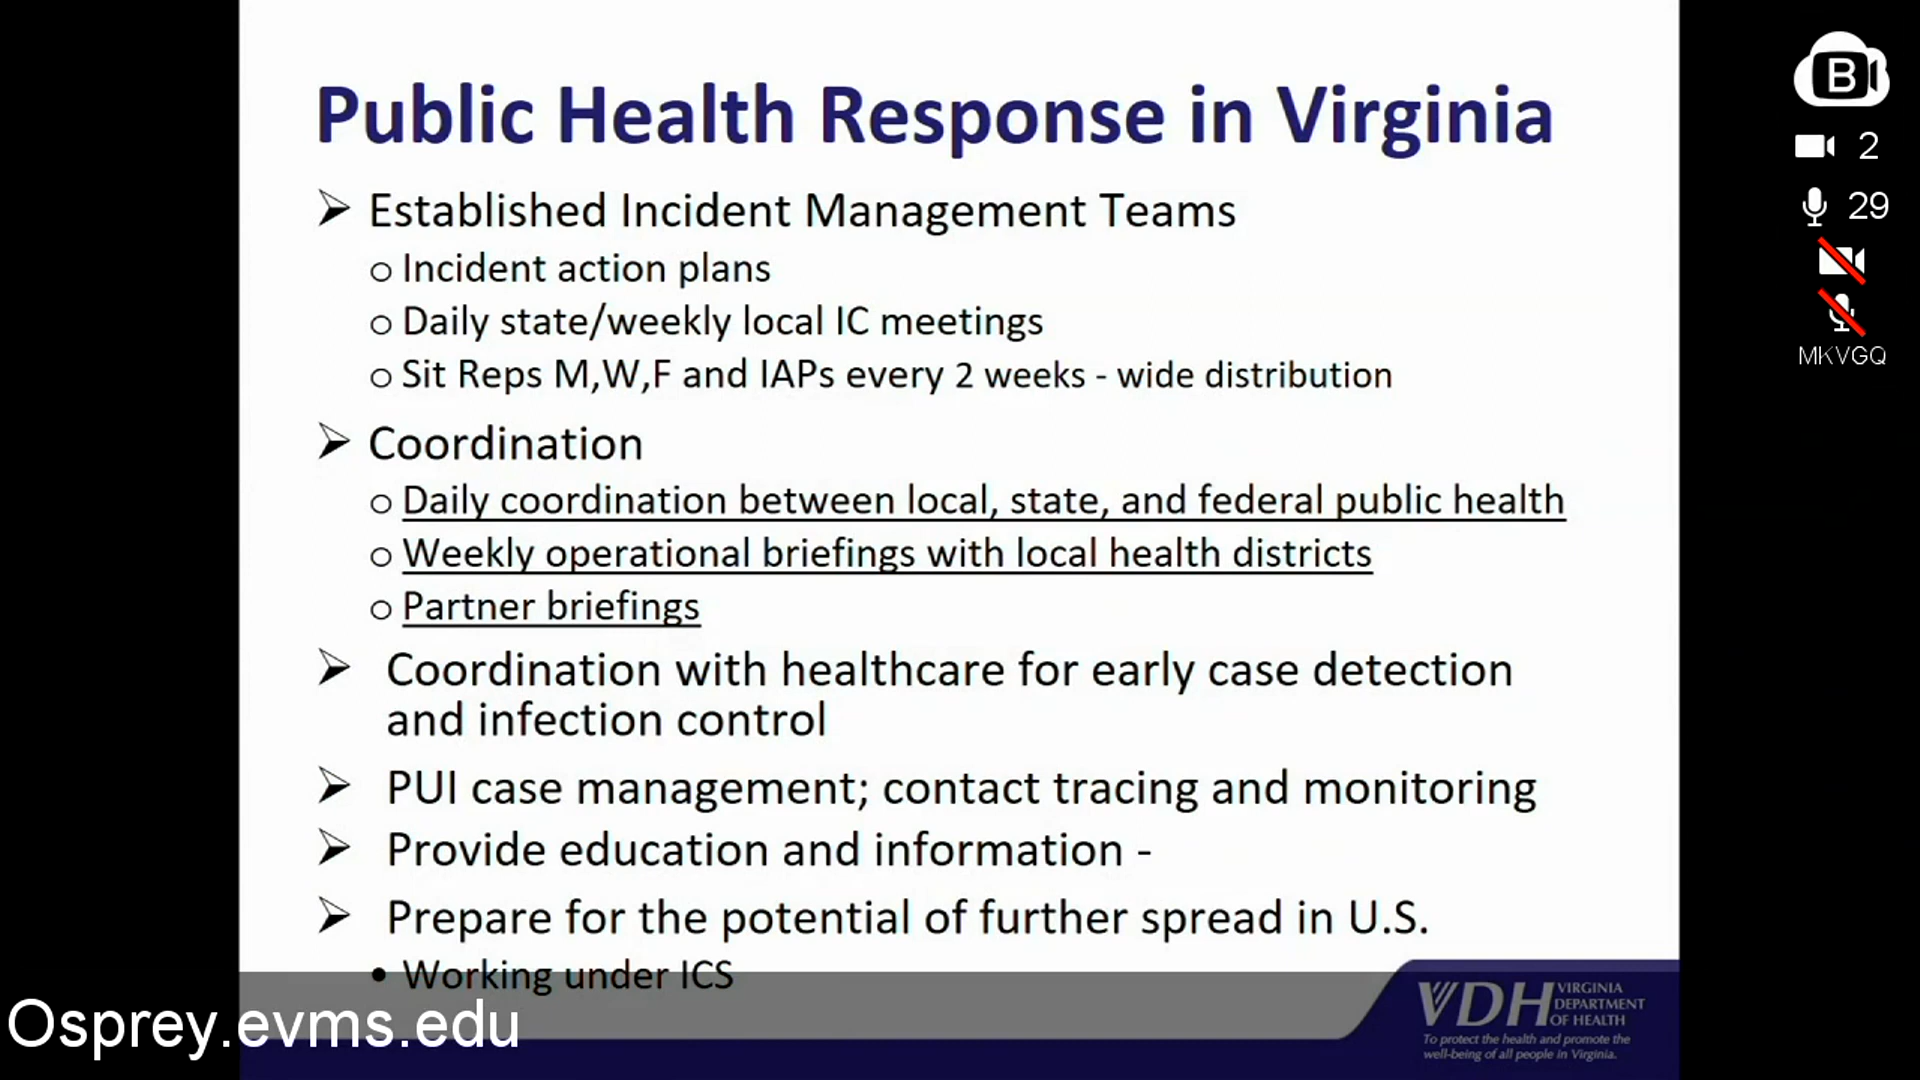 Public Health Response in Virginia
Established Incident Management Teams
Incident action plans
Daily state/weekly local IC meetings
Sit Reps M,W,F and IAPs every 2 weeks - wide distribution
Coordination
Daily coordination between local, state, and federal public health
Weekly operational briefings with local health districts
Partner briefings
Coordination with healthcare for early case detection
and infection control
PUI case management; contact tracing and monitoring
Provide education and information -
Prepare for the potential of further spread in U.S.
Working under ICS
Osprey.evms.edu
VDH
VIRGINIA
DEPARTMENT
OF HEALTH
To protect the health and promote the
well-being of all people in Virginia.
B
2
29
MKVGQ